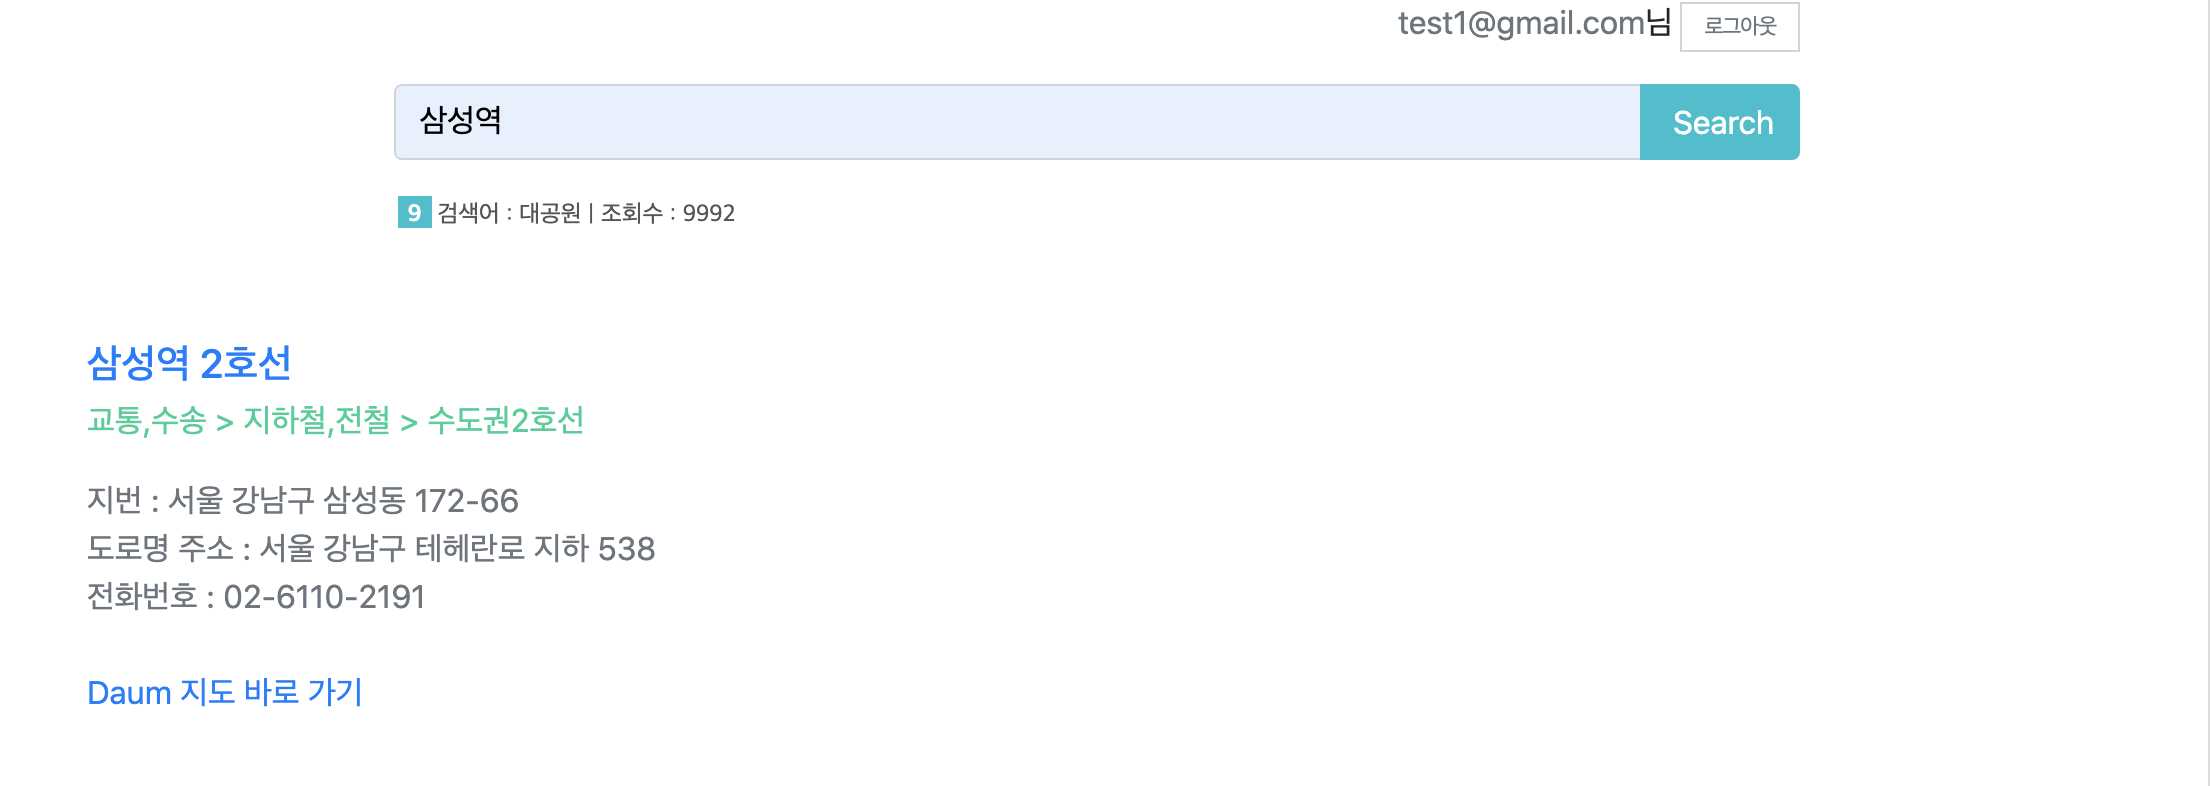 test1@gmail.com님 로그아웃
삼성역 Search
9 검색어 : 대공원 | 조회수 : 9992
삼성역 2호선
교통,수송 > 지하철,전철 > 수도권2호선
지번 : 서울 강남구 삼성동 172-66
도로명 주소 : 서울 강남구 테헤란로 지하 538
전화번호 : 02-6110-2191
Daum 지도 바로 가기